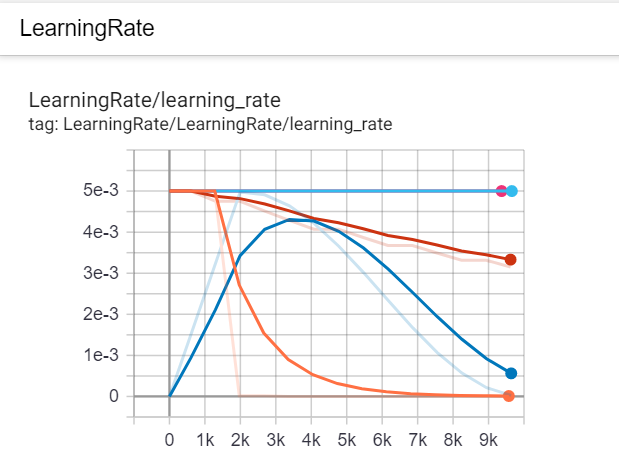 LearningRate
LearningRate/learning_rate
tag: LearningRate/LearningRate/learning_rate
5e-3
4e-3
3e-3
2e-3
1e-3
0
0 1k 2k 3k 4k 5k 6k 7k 8k 9k